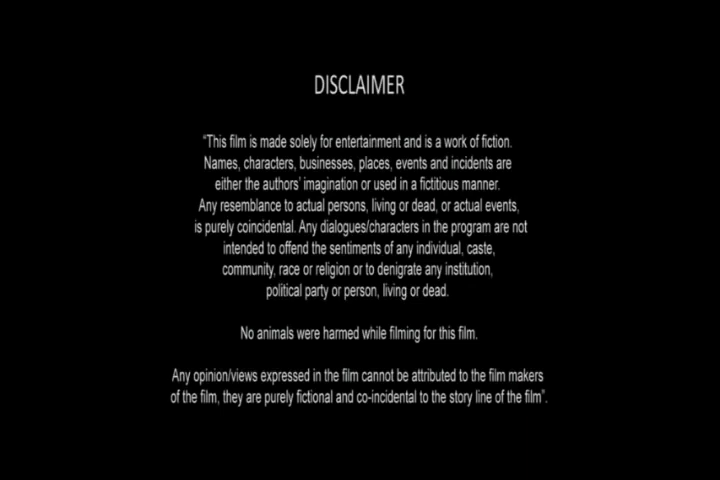 DISCLAIMER
“This film is made solely for entertainment and is a work of fiction.
Names, characters, businesses, places, events and incidents are
either the authors’ imagination or used in a fictitious manner.
Any resemblance to actual persons, living or dead, or actual events,
is purely coincidental. Any dialogues/characters in the program are not
intended to offend the sentiments of any individual, caste,
community, race or religion or to denigrate any institution,
political party or person, living or dead.
No animals were harmed while filming for this film.
Any opinion/views expressed in the film cannot be attributed to the film makers
of the film, they are purely fictional and co-incidental to the story line of the film”.